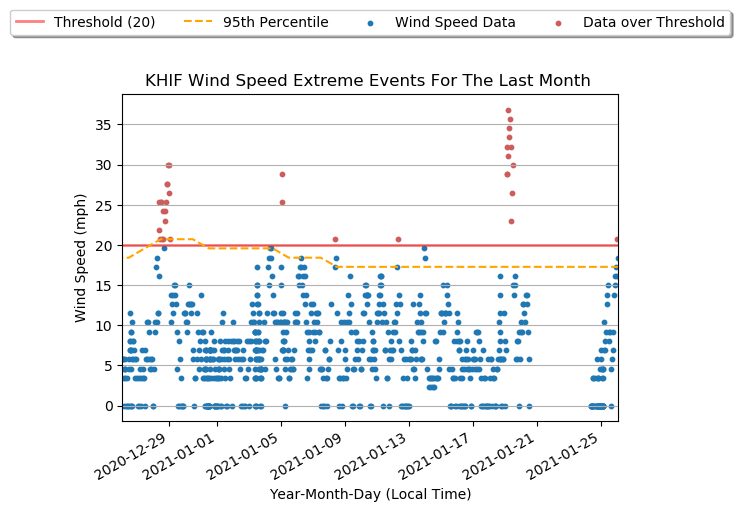 Threshold (20) 95th Percentile Wind Speed Data Data over Threshold
KHIF Wind Speed Extreme Events For The Last Month
Wind Speed (mph)
35
30
25
20
15
10
5
0
2020-12-29 2021-01-01 2021-01-05 2021-01-09 2021-01-13 2021-01-17 2021-01-21 2021-01-25
Year-Month-Day (Local Time)